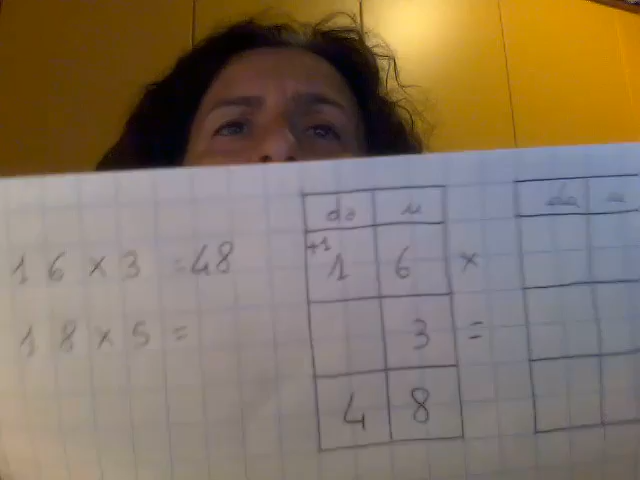 16 × 3 = 48
18 × 5 =
da u
+1
1 6 ×
3 =
4 8
da u